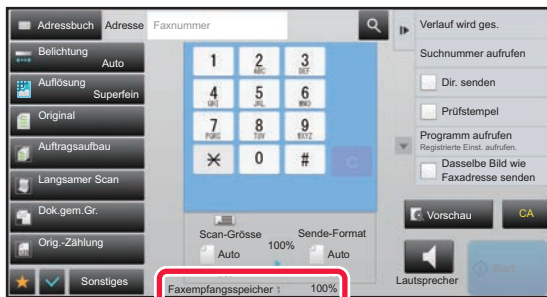 Adressbuch
Adresse
Faxnummer
Verlauf wird ges.
Belichtung
Auto
Suchnummer aufrufen
Auflösung
Superfein
Dir. senden
Original
Prüfstempel
Auftragsaufbau
Programm aufrufen
Registrierte Einst. aufrufen.
Langsamer Scan
Dasselbe Bild wie
Faxadresse senden
Dok.gem.Gr.
Orig.-Zählung
Sonstiges
1
2 ABC
3 DEF
4 GHI
5 JKL
6 MNO
7 PQRS
8 TUV
9 WXYZ
0
#
C
Scan-Grösse
Sende-Format
100%
Auto
Auto
Faxempfangsspeicher : 100%
Vorschau
CA
Lautsprecher
Start